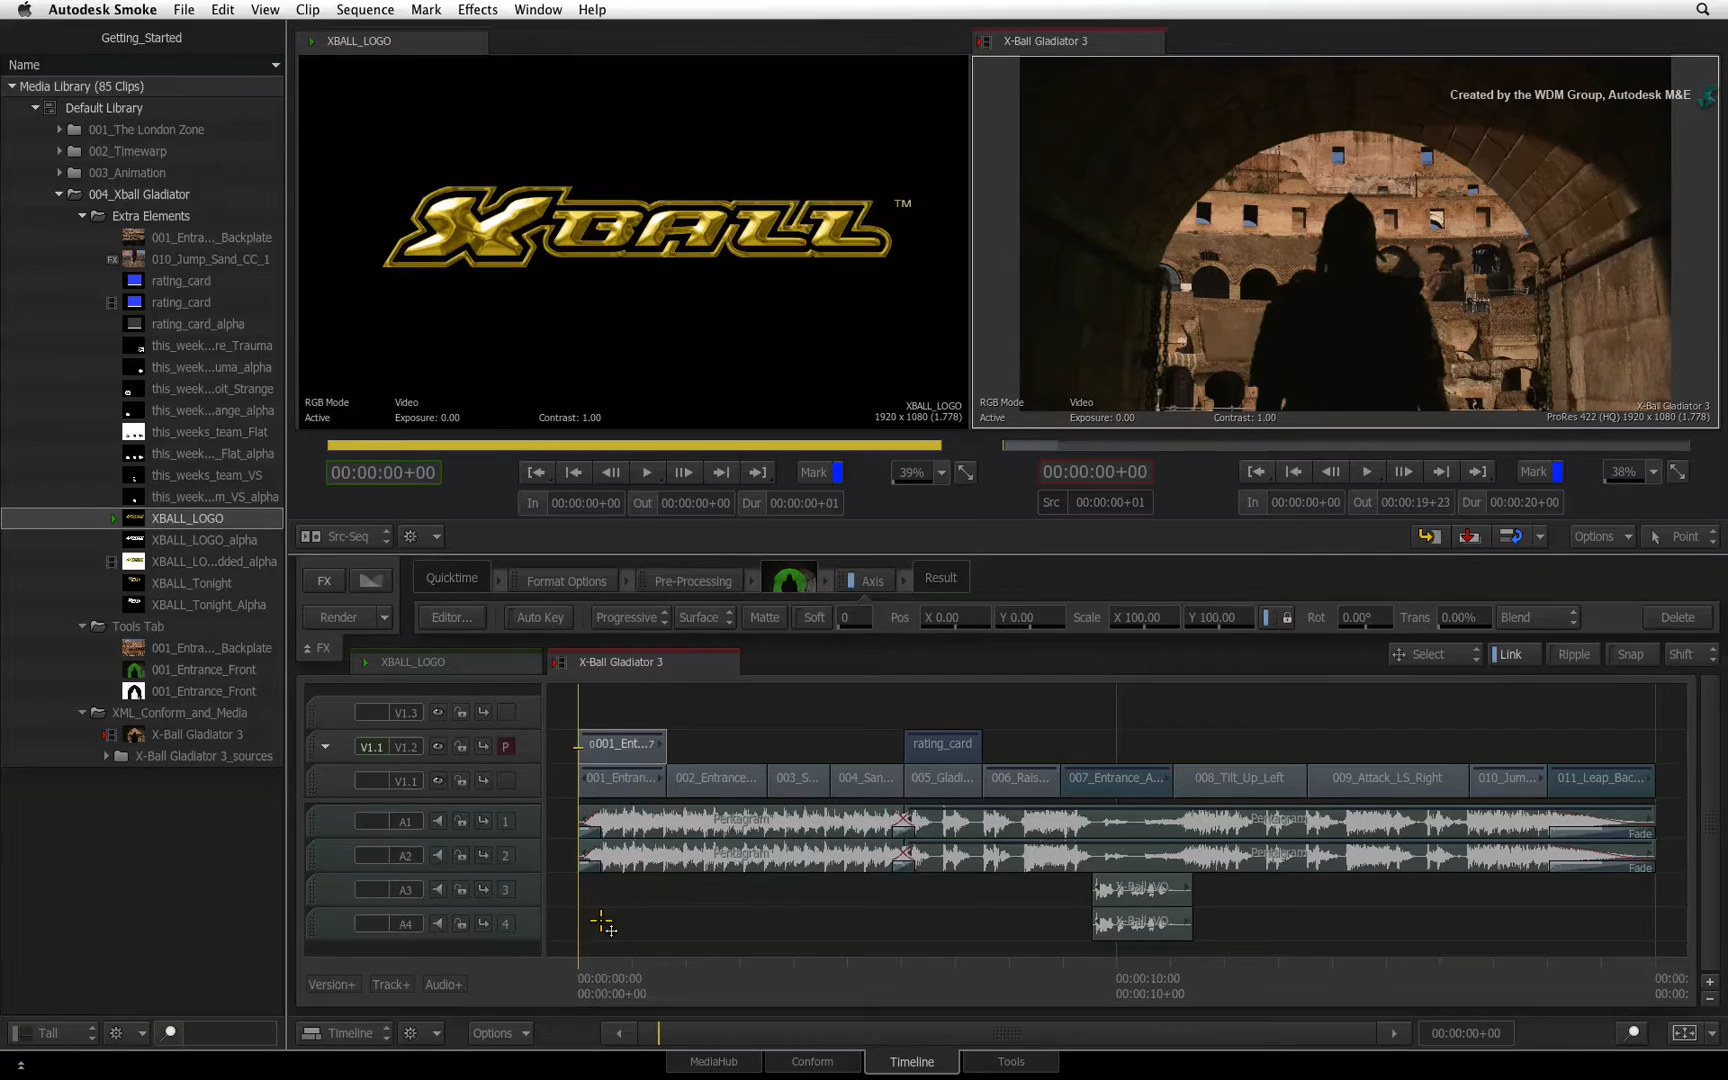 Autodesk Smoke File Edit View Clip Sequence Mark Effects Window Help
Getting_Started
Name
Media Library (85 Clips)
Default Library
001_The London Zone
002_Timewarp
003_Animation
004_Xball Gladiator
Extra Elements
001_Entra..._Backplate
FX 010_Jump_Sand_CC_1
rating_card
rating_card
rating_card_alpha
this_week...re_Trauma
this_week...uma_alpha
this_week...oit_Strange
this_week...ange_alpha
this_weeks_team_Flat
this_week..._Flat_alpha
this_weeks_team_VS
this_week...m_VS_alpha
XBALL_LOGO
XBALL_LOGO_alpha
XBALL_LO...dded_alpha
XBALL_Tonight
XBALL_Tonight_Alpha
Tools Tab
001_Entra..._Backplate
001_Entrance_Front
001_Entrance_Front
XML_Conform_and_Media
X-Ball Gladiator 3
X-Ball Gladiator 3_sources
Tall
XBALL_LOGO
XBALL TM
RGB Mode Video
Active Exposure: 0.00 Contrast: 1.00
XBALL_LOGO
1920 x 1080 (1.778)
X-Ball Gladiator 3
Created by the WDM Group, Autodesk M&E
RGB Mode Video
Active Exposure: 0.00 Contrast: 1.00
X-Ball Gladiator 3
ProRes 422 (HQ) 1920 x 1080 (1.778)
00:00:00+00 Mark 39%
In 00:00:00+00 Out 00:00:00+00 Dur 00:00:00+01
00:00:00+00 Mark 38%
Src 00:00:00+01 In 00:00:00+00 Out 00:00:19+23 Dur 00:00:20+00
Src-Seq Options Point
FX Quicktime Format Options Pre-Processing Axis Result
Render Editor... Auto Key Progressive Surface Matte Soft 0 Pos X 0.00 Y 0.00 Scale X 100.00 Y 100.00 Rot 0.00° Trans 0.00% Blend Delete
FX XBALL_LOGO X-Ball Gladiator 3 Select Link Ripple Snap Shift
V1.3
V1.1 V1.2 P 001_Ent...7 rating_card
V1.1 001_Entran... 002_Entrance... 003_S... 004_San... 005_Gladi... 006_Rais... 007_Entrance_A... 008_Tilt_Up_Left 009_Attack_LS_Right 010_Jum... 011_Leap_Bac...
A1 1 Pentagram Pentagram Fade
A2 2 Pentagram Pentagram Fade
A3 3 X-Ball_VO
A4 4 X-Ball_VO
Version+ Track+ Audio+
00:00:00:00 00:00:10:00 00:00:
00:00:00+00 00:00:10+00 00:00:
Timeline Options 00:00:00+00
MediaHub Conform Timeline Tools